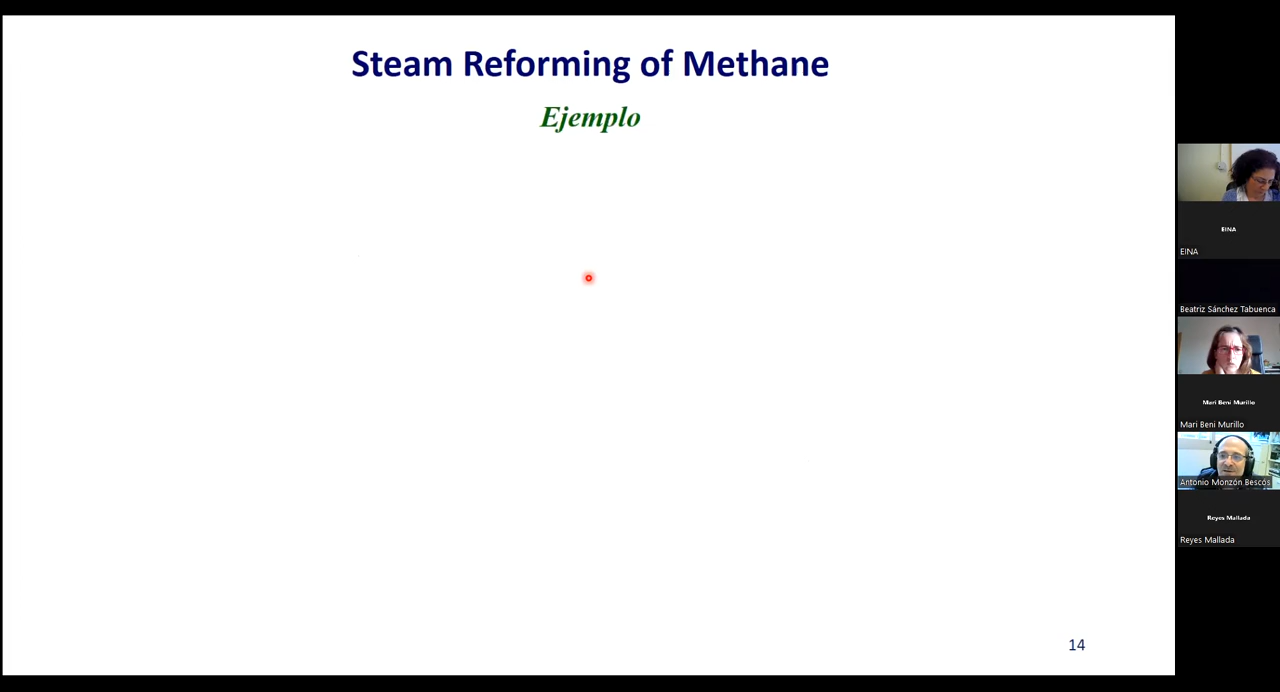 Steam Reforming of Methane
Ejemplo
14
EINA
EINA
Beatriz Sánchez Tabuenca
Mari Beni Murillo
Mari Beni Murillo
Antonio Monzón Bescós
Reyes Mallada
Reyes Mallada